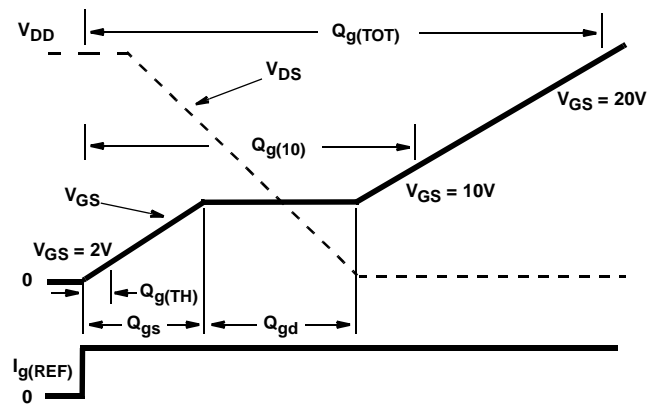 V_DD
Q_g(TOT)
V_DS
V_GS = 20V
Q_g(10)
V_GS
V_GS = 10V
V_GS = 2V
0
Q_g(TH)
Q_gs
Q_gd
I_g(REF)
0